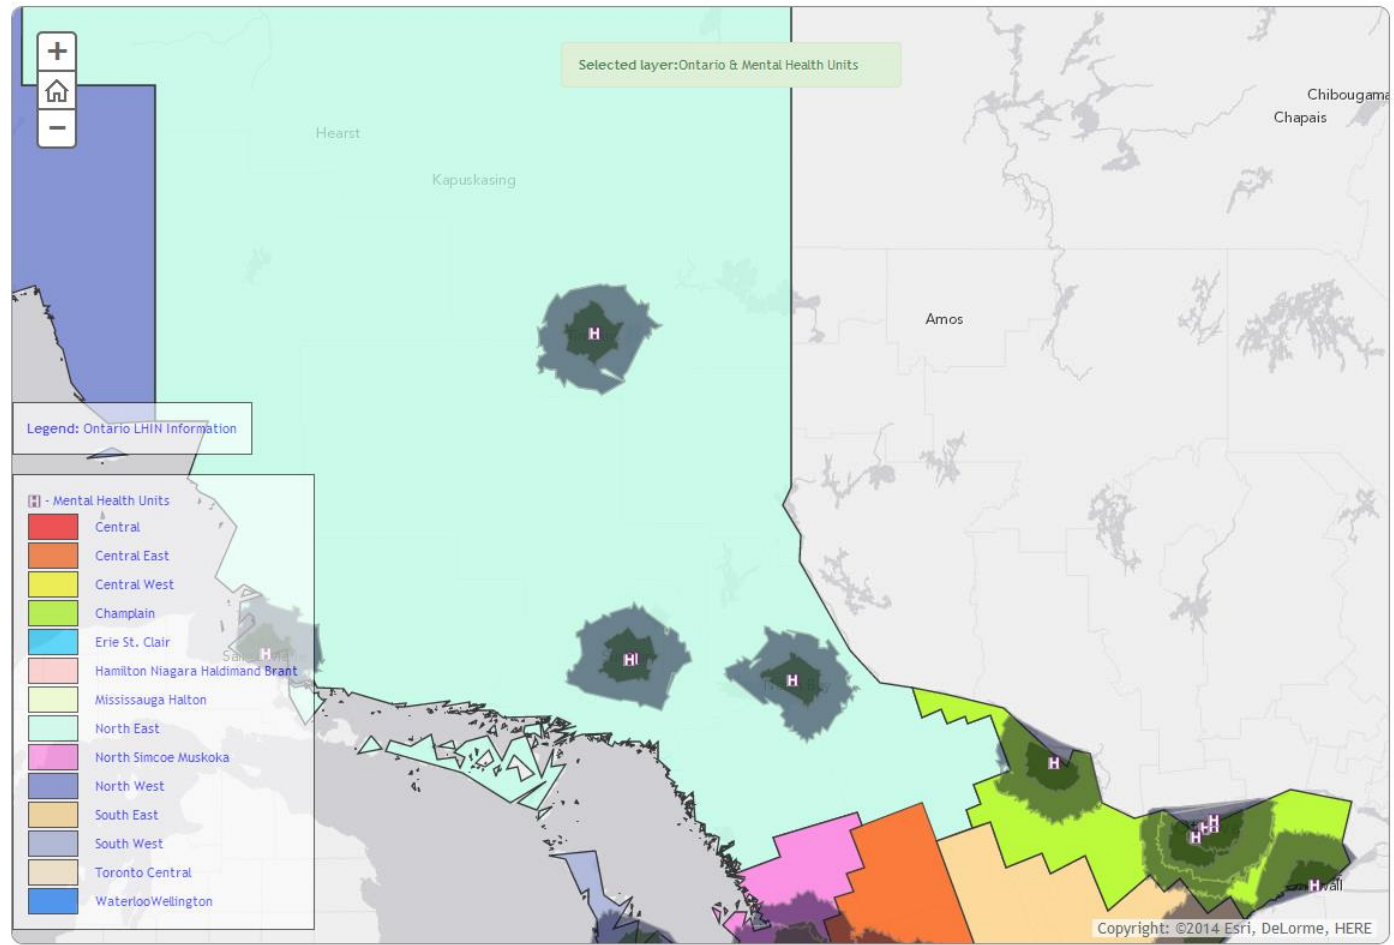 +
−
Selected layer:Ontario & Mental Health Units
Chibougama
Chapais
Hearst
Kapuskasing
Amos
Legend: Ontario LHIN Information
H - Mental Health Units
Central
Central East
Central West
Champlain
Erie St. Clair
Hamilton Niagara Haldimand Brant
Mississauga Halton
North East
North Simcoe Muskoka
North West
South East
South West
Toronto Central
WaterlooWellington
H
H
H
H
H
H
H
H
H
Copyright: ©2014 Esri, DeLorme, HERE